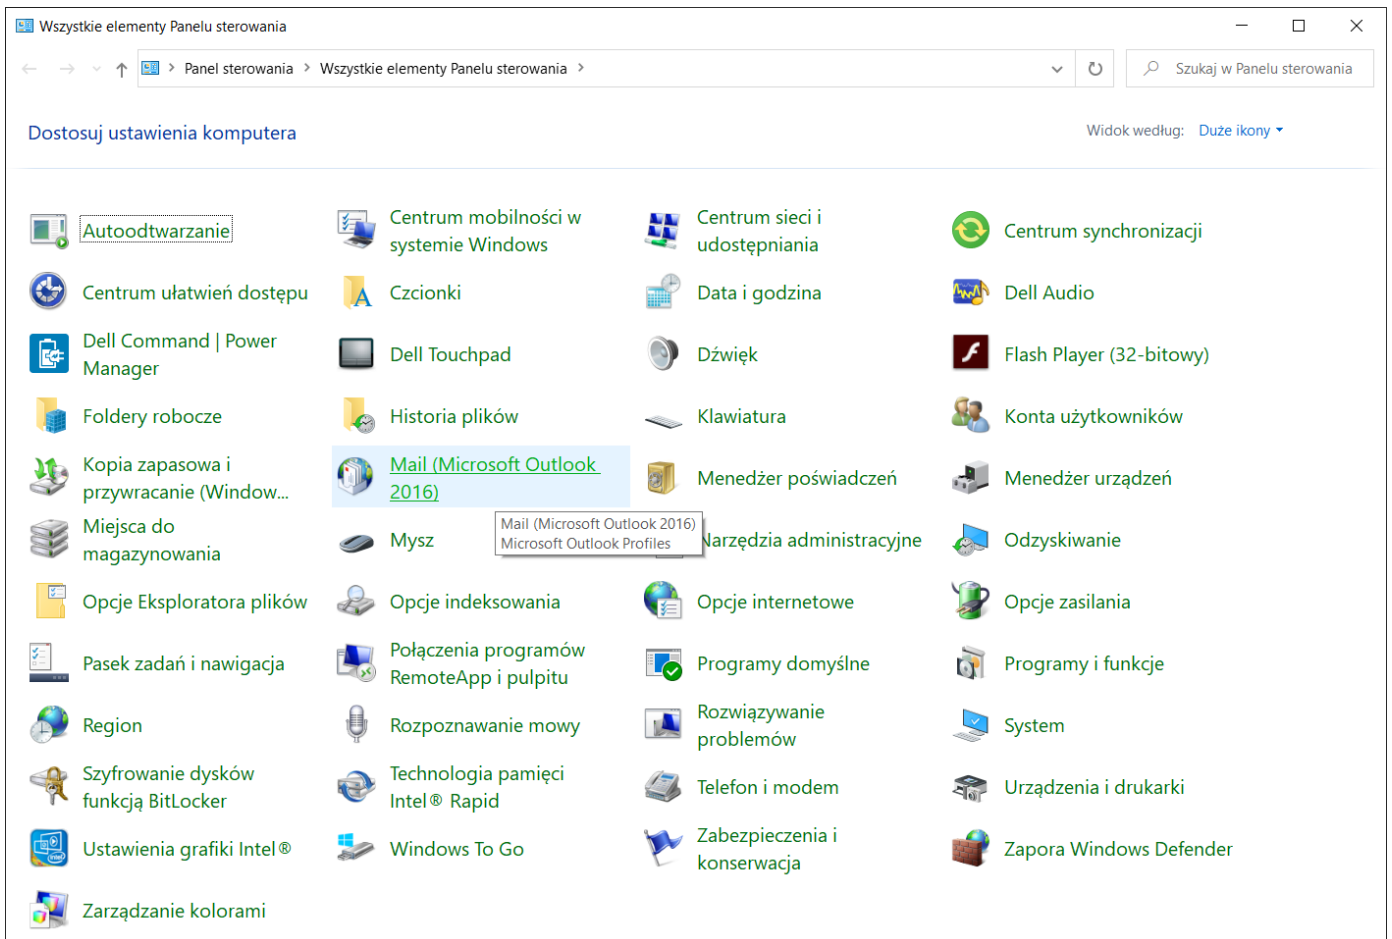 Wszystkie elementy Panelu sterowania
Panel sterowania > Wszystkie elementy Panelu sterowania >
Szukaj w Panelu sterowania
Dostosuj ustawienia komputera
Widok według: Duże ikony
Autoodtwarzanie
Centrum mobilności w
systemie Windows
Centrum sieci i
udostępniania
Centrum synchronizacji
Centrum ułatwień dostępu
Czcionki
Data i godzina
Dell Audio
Dell Command | Power
Manager
Dell Touchpad
Dźwięk
Flash Player (32-bitowy)
Foldery robocze
Historia plików
Klawiatura
Konta użytkowników
Kopia zapasowa i
przywracanie (Window...
Mail (Microsoft Outlook
2016)
Menedżer poświadczeń
Menedżer urządzeń
Miejsca do
magazynowania
Mysz
Mail (Microsoft Outlook 2016)
Microsoft Outlook Profiles
Narzędzia administracyjne
Odzyskiwanie
Opcje Eksploratora plików
Opcje indeksowania
Opcje internetowe
Opcje zasilania
Pasek zadań i nawigacja
Połączenia programów
RemoteApp i pulpitu
Programy domyślne
Programy i funkcje
Region
Rozpoznawanie mowy
Rozwiązywanie
problemów
System
Szyfrowanie dysków
funkcją BitLocker
Technologia pamięci
Intel® Rapid
Telefon i modem
Urządzenia i drukarki
Ustawienia grafiki Intel®
Windows To Go
Zabezpieczenia i
konserwacja
Zapora Windows Defender
Zarządzanie kolorami